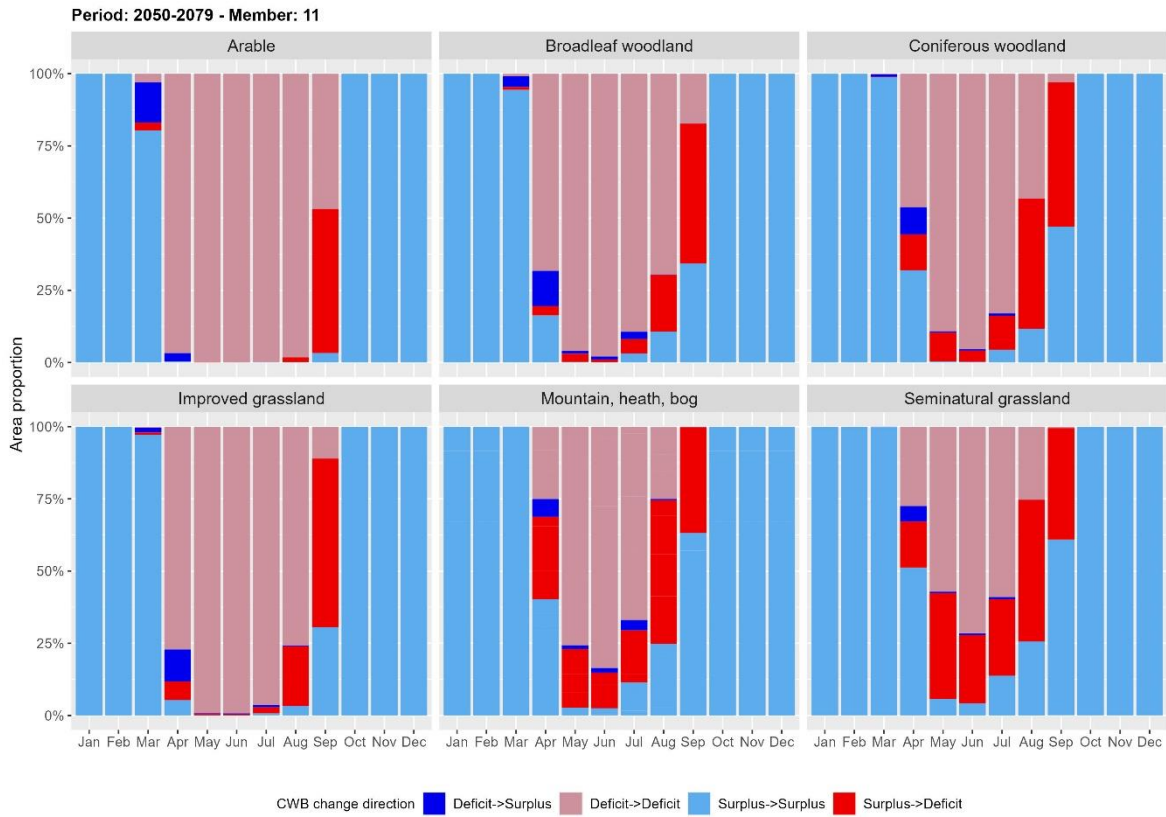 Period: 2050-2079 - Member: 11
Arable
Broadleaf woodland
Coniferous woodland
100%
75%
50%
25%
0%
Improved grassland
Mountain, heath, bog
Seminatural grassland
100%
75%
50%
25%
0%
Area proportion
Jan Feb Mar Apr May Jun Jul Aug Sep Oct Nov Dec
Jan Feb Mar Apr May Jun Jul Aug Sep Oct Nov Dec
Jan Feb Mar Apr May Jun Jul Aug Sep Oct Nov Dec
CWB change direction Deficit->Surplus Deficit->Deficit Surplus->Surplus Surplus->Deficit